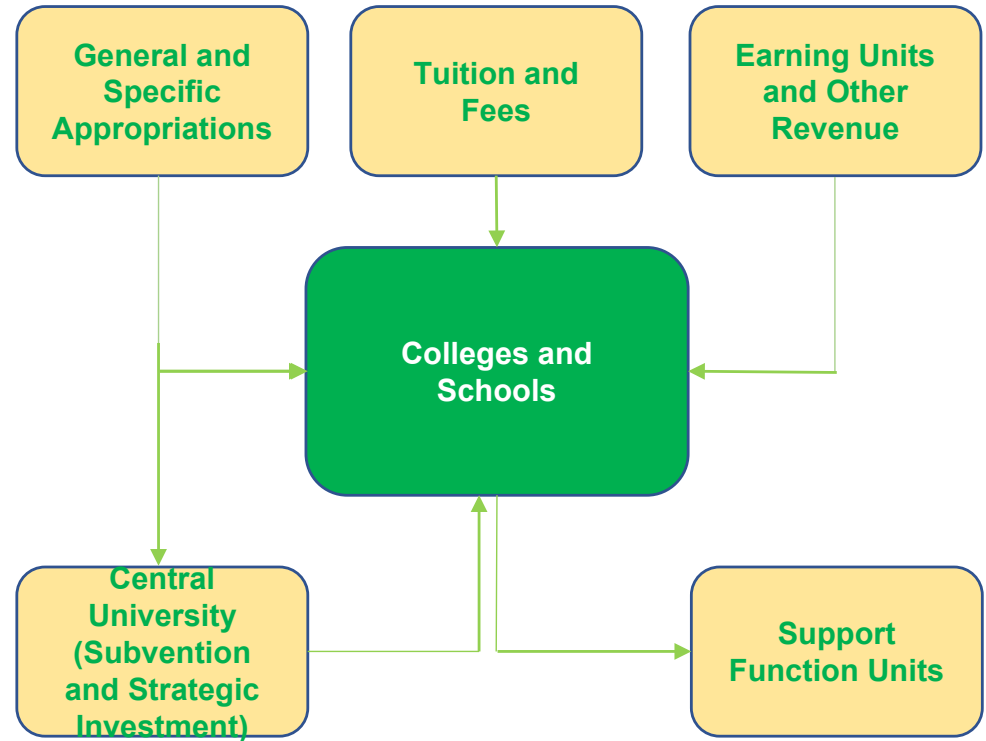 General and
Specific
Appropriations
Tuition and
Fees
Earning Units
and Other
Revenue
Colleges and
Schools
Central
University
(Subvention
and Strategic
Investment)
Support
Function Units